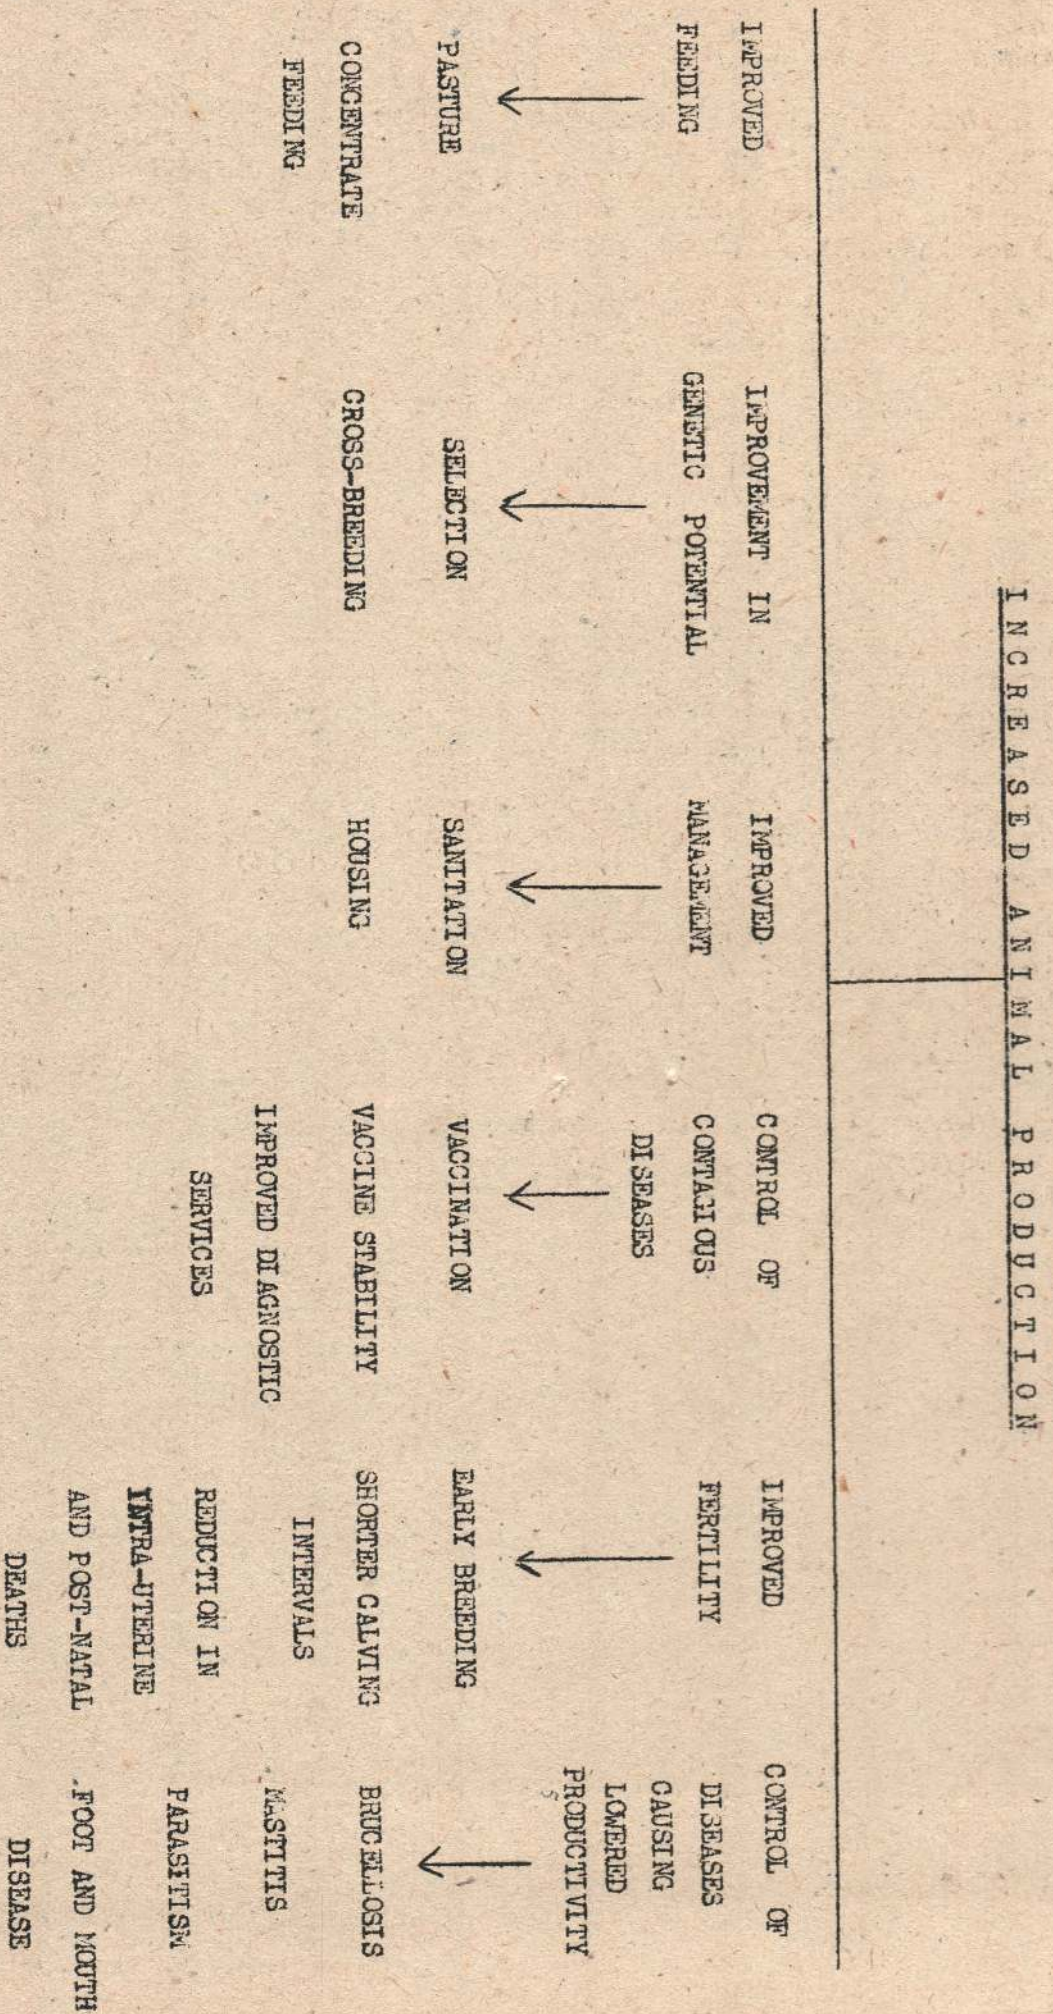 INCREASED ANIMAL PRODUCTION
IMPROVED
FEEDING
PASTURE
CONCENTRATE
FEEDING
IMPROVEMENT IN
GENETIC POTENTIAL
SELECTION
CROSS-BREEDING
IMPROVED
MANAGEMENT
SANITATION
HOUSING
CONTROL OF
CONTAGIOUS
DISEASES
VACCINATION
VACCINE STABILITY
IMPROVED DIAGNOSTIC
SERVICES
IMPROVED
FERTILITY
EARLY BREEDING
SHORTER CALVING
INTERVALS
REDUCTION IN
INTRA-UTERINE
AND POST-NATAL
DEATHS
CONTROL OF
DISEASES
CAUSING
LOWERED
PRODUCTIVITY
BRUCELLOSIS
MASTITIS
PARASITISM
FOOT AND MOUTH
DISEASE